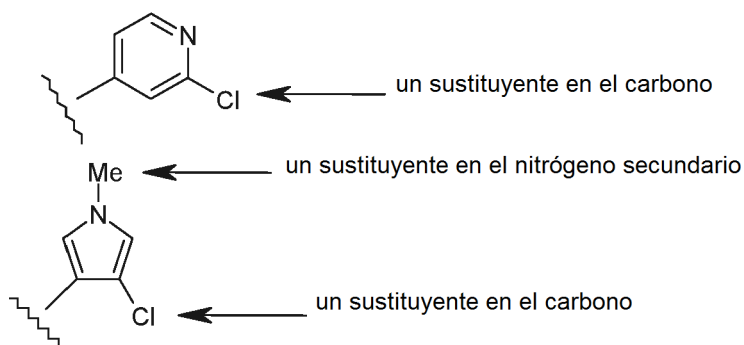 N
Cl
un sustituyente en el carbono
Me
un sustituyente en el nitrógeno secundario
N
Cl
un sustituyente en el carbono